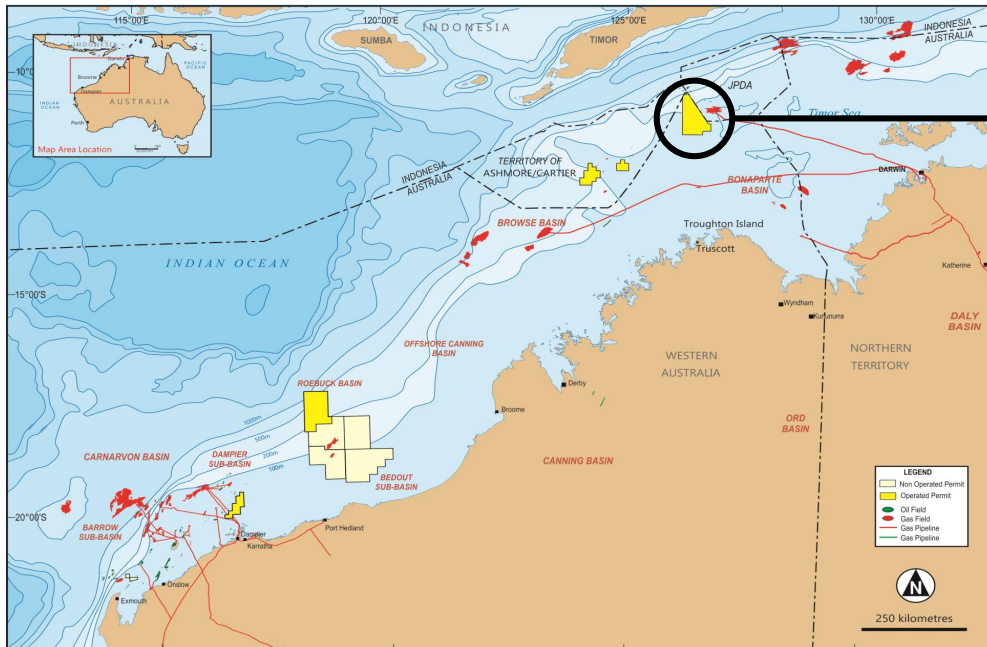 115°00'E
120°00'E
125°00'E
130°00'E
INDONESIA
SUMBA
TIMOR
INDONESIA
AUSTRALIA
10°
INDONESIA
Darwin
PACIFIC
OCEAN
Broome
Dampier
INDIAN
OCEAN
AUSTRALIA
Perth
Map Area Location
JPDA
Timor Sea
TERRITORY OF
ASHMORE/CARTIER
INDONESIA
AUSTRALIA
BONAPARTE
BASIN
DARWIN
BROWSE BASIN
Troughton Island
Truscott
INDIAN OCEAN
Katherine
15°00'S
Wyndham
Kununurra
DALY
BASIN
OFFSHORE CANNING
BASIN
WESTERN
AUSTRALIA
NORTHERN
TERRITORY
ROEBUCK BASIN
Derby
Broome
1000m
500m
200m
100m
ORD
BASIN
CARNARVON BASIN
DAMPIER
SUB-BASIN
CANNING BASIN
BEDOUT
SUB-BASIN
LEGEND
Non Operated Permit
Operated Permit
Oil Field
Gas Field
Gas Pipeline
Gas Pipeline
20°00'S
BARROW
SUB-BASIN
Port Hedland
Dampier
Karratha
Onslow
Exmouth
N
250 kilometres